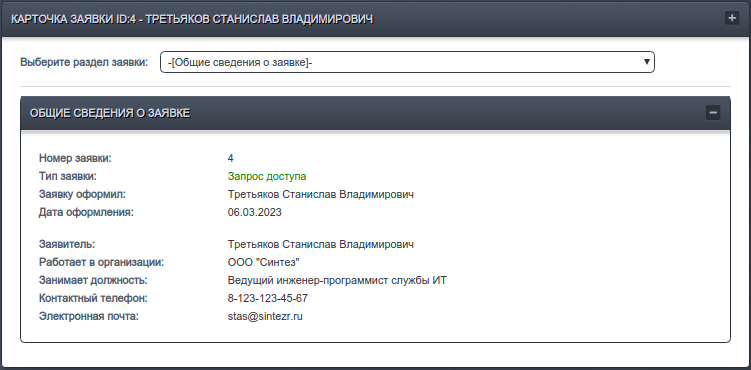 КАРТОЧКА ЗАЯВКИ ID:4 - ТРЕТЬЯКОВ СТАНИСЛАВ ВЛАДИМИРОВИЧ
Выберите раздел заявки: -[Общие сведения о заявке]-
ОБЩИЕ СВЕДЕНИЯ О ЗАЯВКЕ
Номер заявки: 4
Тип заявки: Запрос доступа
Заявку оформил: Третьяков Станислав Владимирович
Дата оформления: 06.03.2023
Заявитель: Третьяков Станислав Владимирович
Работает в организации: ООО "Синтез"
Занимает должность: Ведущий инженер-программист службы ИТ
Контактный телефон: 8-123-123-45-67
Электронная почта: stas@sintezr.ru